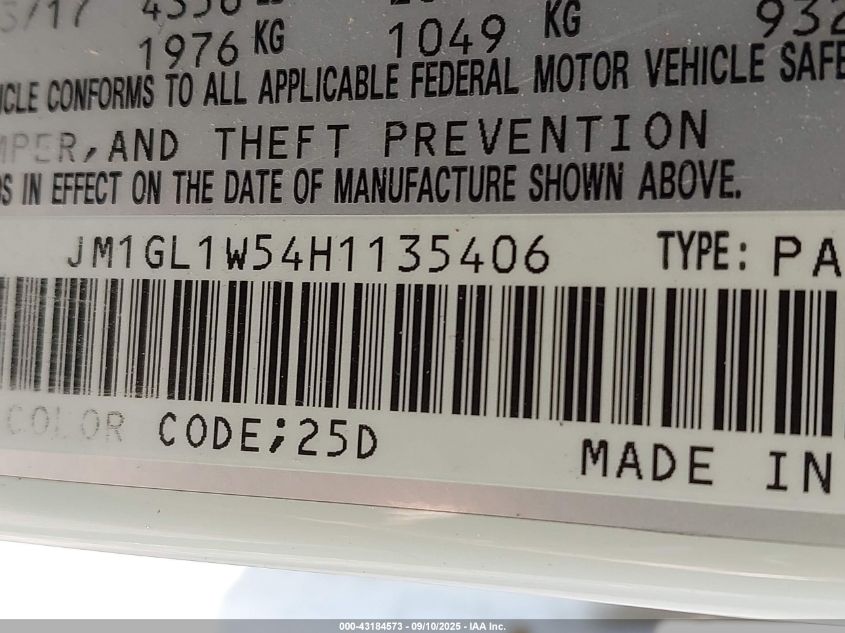 /17
1976 KG 1049 KG 932
CONFORMS TO ALL APPLICABLE FEDERAL MOTOR VEHICLE SAFE
MPER, AND THEFT PREVENTION
IN EFFECT ON THE DATE OF MANUFACTURE SHOWN ABOVE.
JM1GL1W54H1135406 TYPE: PA
COLOR CODE;25D
MADE IN
000-43184573 - 09/10/2025 - IAA Inc.